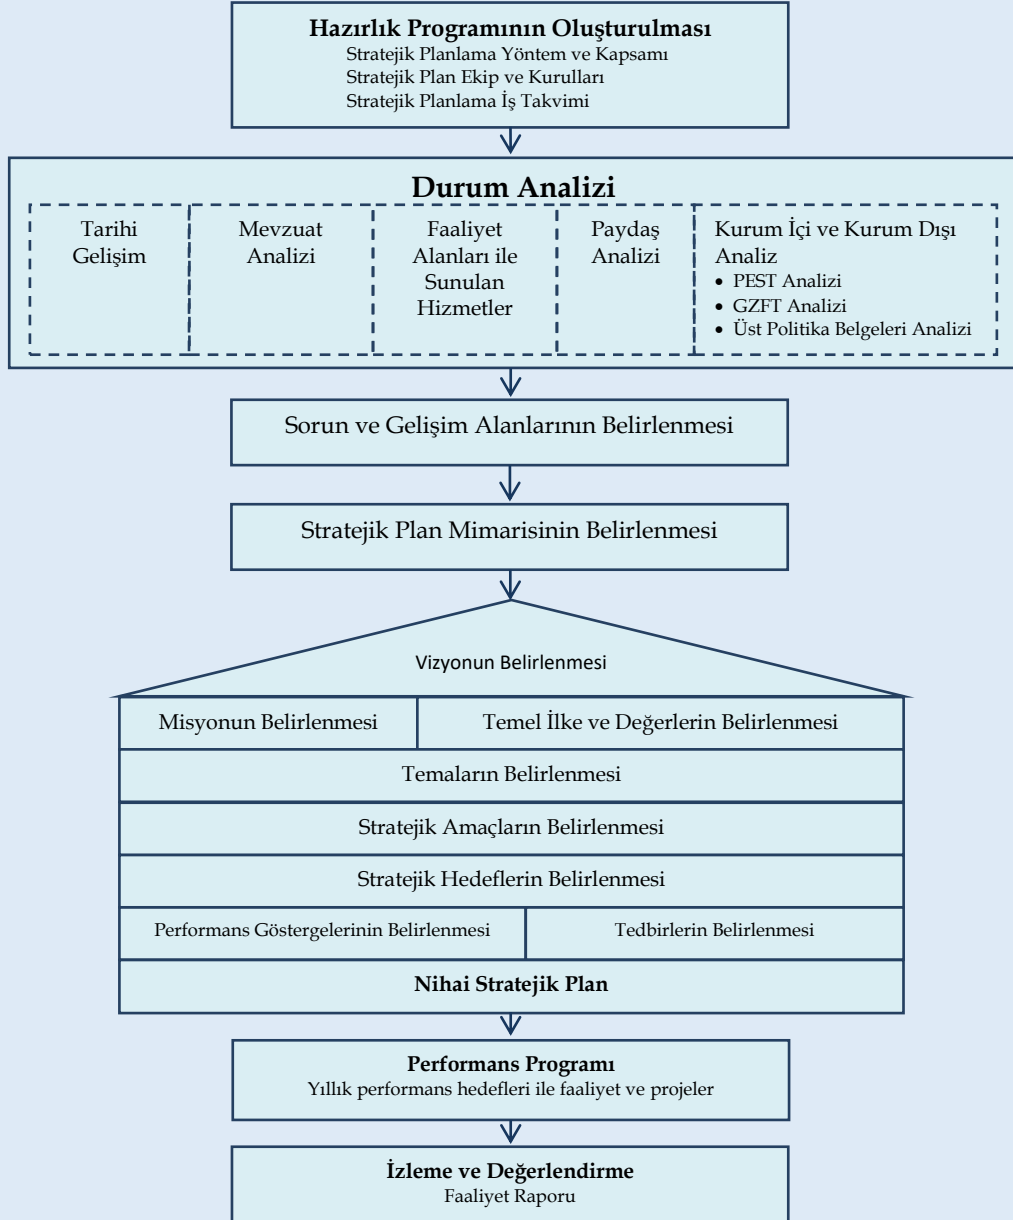 Hazırlık Programının Oluşturulması
Stratejik Planlama Yöntem ve Kapsamı
Stratejik Plan Ekip ve Kurulları
Stratejik Planlama İş Takvimi
Durum Analizi
Tarihi
Gelişim
Mevzuat
Analizi
Faaliyet
Alanları ile
Sunulan
Hizmetler
Paydaş
Analizi
Kurum İçi ve Kurum Dışı
Analiz
• PEST Analizi
• GZFT Analizi
• Üst Politika Belgeleri Analizi
Sorun ve Gelişim Alanlarının Belirlenmesi
Stratejik Plan Mimarisinin Belirlenmesi
Vizyonun Belirlenmesi
Misyonun Belirlenmesi
Temel İlke ve Değerlerin Belirlenmesi
Temaların Belirlenmesi
Stratejik Amaçların Belirlenmesi
Stratejik Hedeflerin Belirlenmesi
Performans Göstergelerinin Belirlenmesi
Tedbirlerin Belirlenmesi
Nihai Stratejik Plan
Performans Programı
Yıllık performans hedefleri ile faaliyet ve projeler
İzleme ve Değerlendirme
Faaliyet Raporu